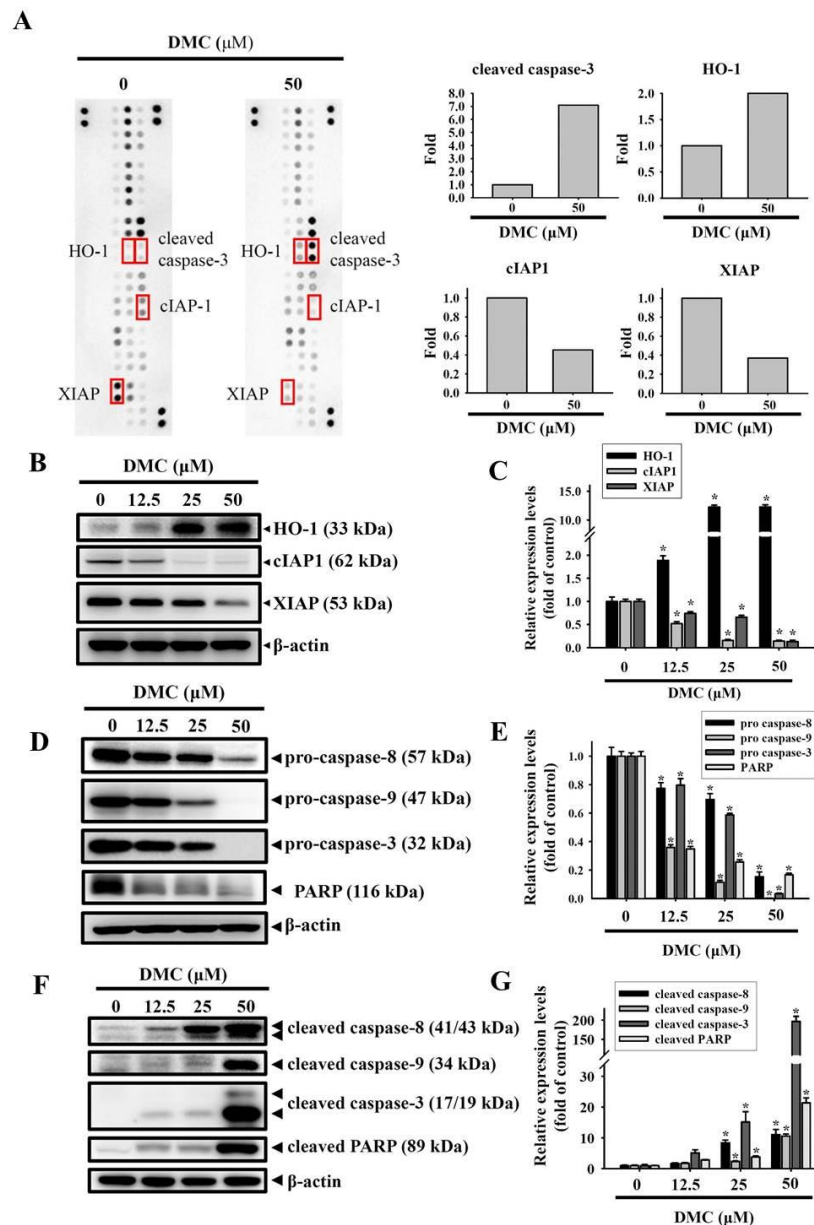 A
DMC (μM)
0 50
HO-1
cleaved
caspase-3
HO-1
cleaved
caspase-3
cIAP-1
cIAP-1
XIAP
XIAP
cleaved caspase-3
8.0
7.0
6.0
5.0
4.0
3.0
2.0
1.0
Fold
0 50
DMC (μM)
HO-1
2.0
1.5
1.0
0.5
0.0
Fold
0 50
DMC (μM)
cIAP1
1.0
0.8
0.6
0.4
0.2
0.0
Fold
0 50
DMC (μM)
XIAP
1.0
0.8
0.6
0.4
0.2
0.0
Fold
0 50
DMC (μM)
B
DMC (μM)
0 12.5 25 50
HO-1 (33 kDa)
cIAP1 (62 kDa)
XIAP (53 kDa)
β-actin
C
HO-1
cIAP1
XIAP
Relative expression levels
(fold of control)
15.0
10.0
2.0
1.5
1.0
0.5
0.0
* * * * * * * * *
0 12.5 25 50
DMC (μM)
D
DMC (μM)
0 12.5 25 50
pro-caspase-8 (57 kDa)
pro-caspase-9 (47 kDa)
pro-caspase-3 (32 kDa)
PARP (116 kDa)
β-actin
E
pro caspase-8
pro caspase-9
pro caspase-3
PARP
Relative expression levels
(fold of control)
1.0
0.8
0.6
0.4
0.2
0.0
* * * * * * * * * * * *
0 12.5 25 50
DMC (μM)
F
DMC (μM)
0 12.5 25 50
cleaved caspase-8 (41/43 kDa)
cleaved caspase-9 (34 kDa)
cleaved caspase-3 (17/19 kDa)
cleaved PARP (89 kDa)
β-actin
G
cleaved caspase-8
cleaved caspase-9
cleaved caspase-3
cleaved PARP
Relative expression levels
(fold of control)
200
100
30
20
10
0
* * * * * * * *
0 12.5 25 50
DMC (μM)